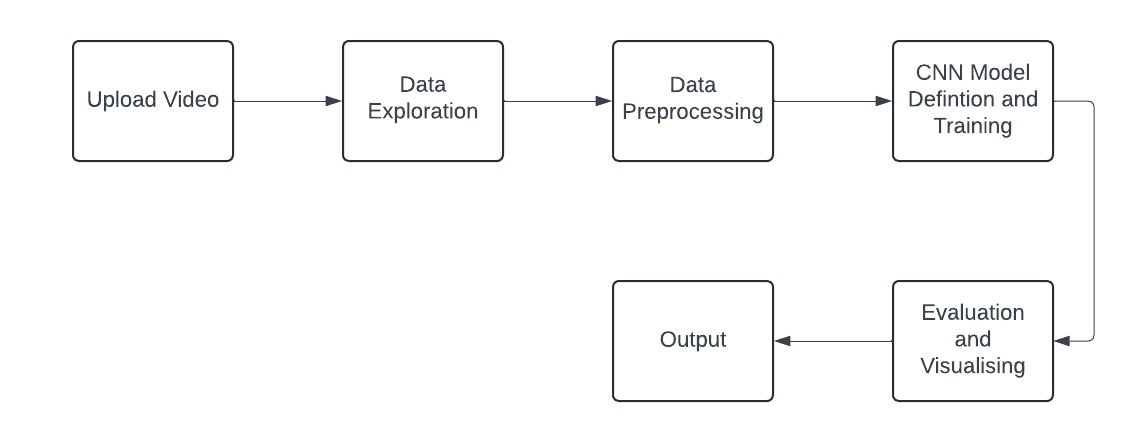 Upload Video
Data
Exploration
Data
Preprocessing
CNN Model
Defintion and
Training
Evaluation
and
Visualising
Output